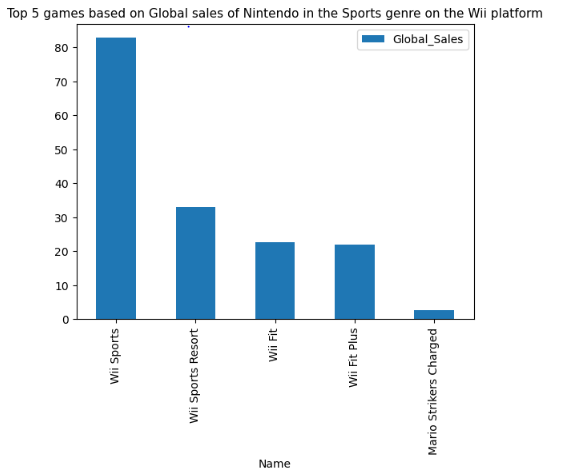 Top 5 games based on Global sales of Nintendo in the Sports genre on the Wii platform
Global_Sales
80
70
60
50
40
30
20
10
0
Wii Sports
Wii Sports Resort
Wii Fit
Wii Fit Plus
Mario Strikers Charged
Name